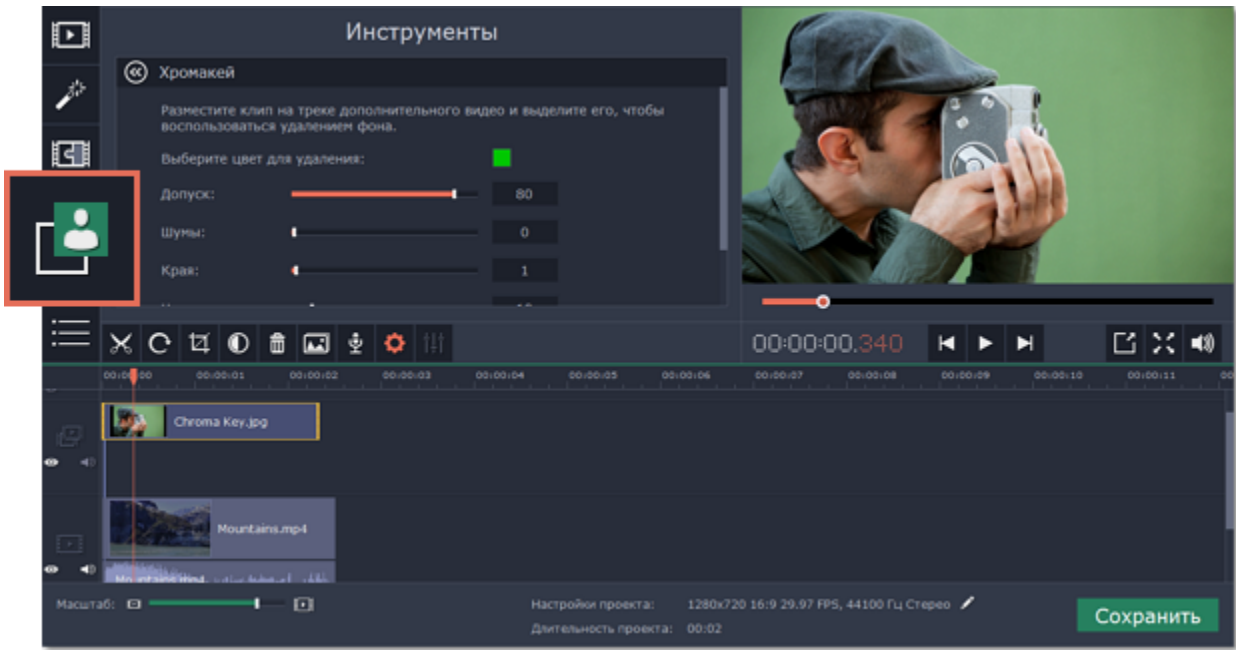 Инструменты
Хромакей
Разместите клип на треке дополнительного видео и выделите его, чтобы
воспользоваться удалением фона.
Выберите цвет для удаления:
Допуск: 80
Шумы: 0
Края: 1
00:00:00.340
00:00:01 00:00:02 00:00:03 00:00:04 00:00:05 00:00:06 00:00:07 00:00:08 00:00:09 00:00:10 00:00:11
Chroma Key.jpg
Mountains.mp4
Mountains.mp4
Масштаб:
Настройки проекта: 1280x720 16:9 29.97 FPS, 44100 Гц Стерео
Длительность проекта: 00:02
Сохранить